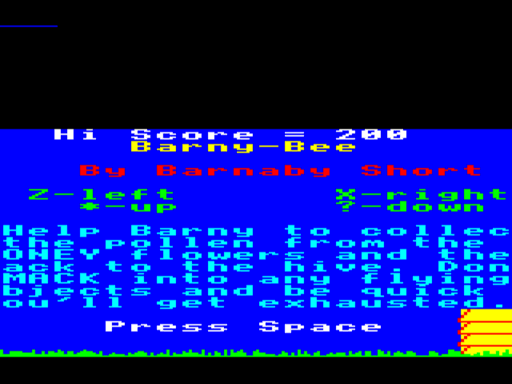 Hi Score = 200
Barny-Bee
By Barnaby Short
Z-left X-right
*-up ?-down
Help Barny to collec
the pollen from the
ONEY flowers and the
ack to the hive. Don
MACK into any flying
bjects and be quick
ou'll get exhausted.
Press Space